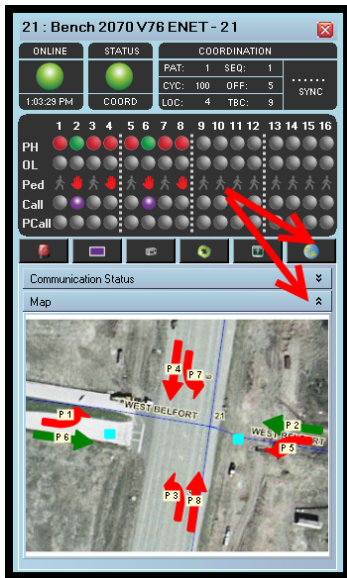 21 : Bench 2070 V76 ENET - 21
ONLINE STATUS COORDINATION
PAT: 1 SEQ: 1
CYC: 100 OFF: 5 SYNC
1:03:29 PM COORD LOC: 4 TBC: 9
1 2 3 4 5 6 7 8 9 10 11 12 13 14 15 16
PH
OL
Ped
Call
PCall
Communication Status
Map
P 4 P 7
P 1 WEST BELFORT 21 P 2
P 6 WEST BELFORT P 5
P 3 P 8